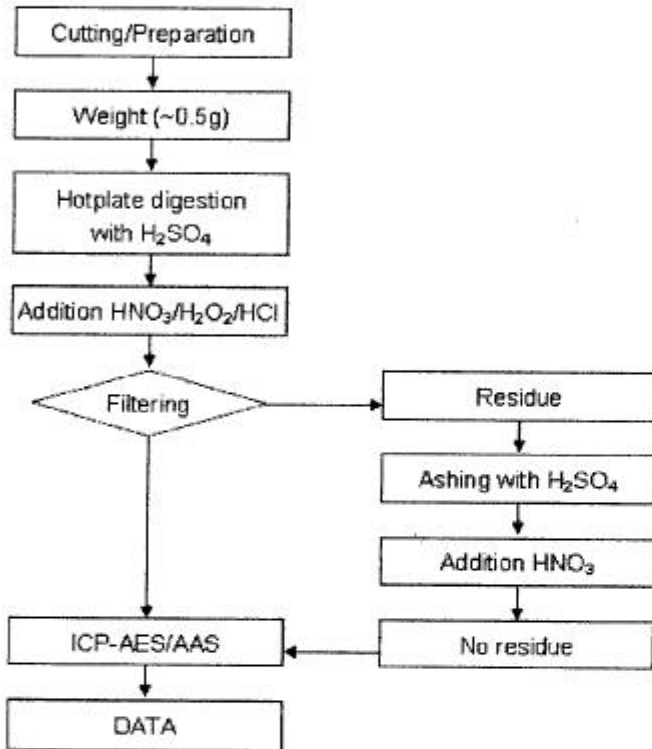 Cutting/Preparation
Weight (~0.5g)
Hotplate digestion
with H₂SO₄
Addition HNO₃/H₂O₂/HCl
Filtering
Residue
Ashing with H₂SO₄
Addition HNO₃
No residue
ICP-AES/AAS
DATA